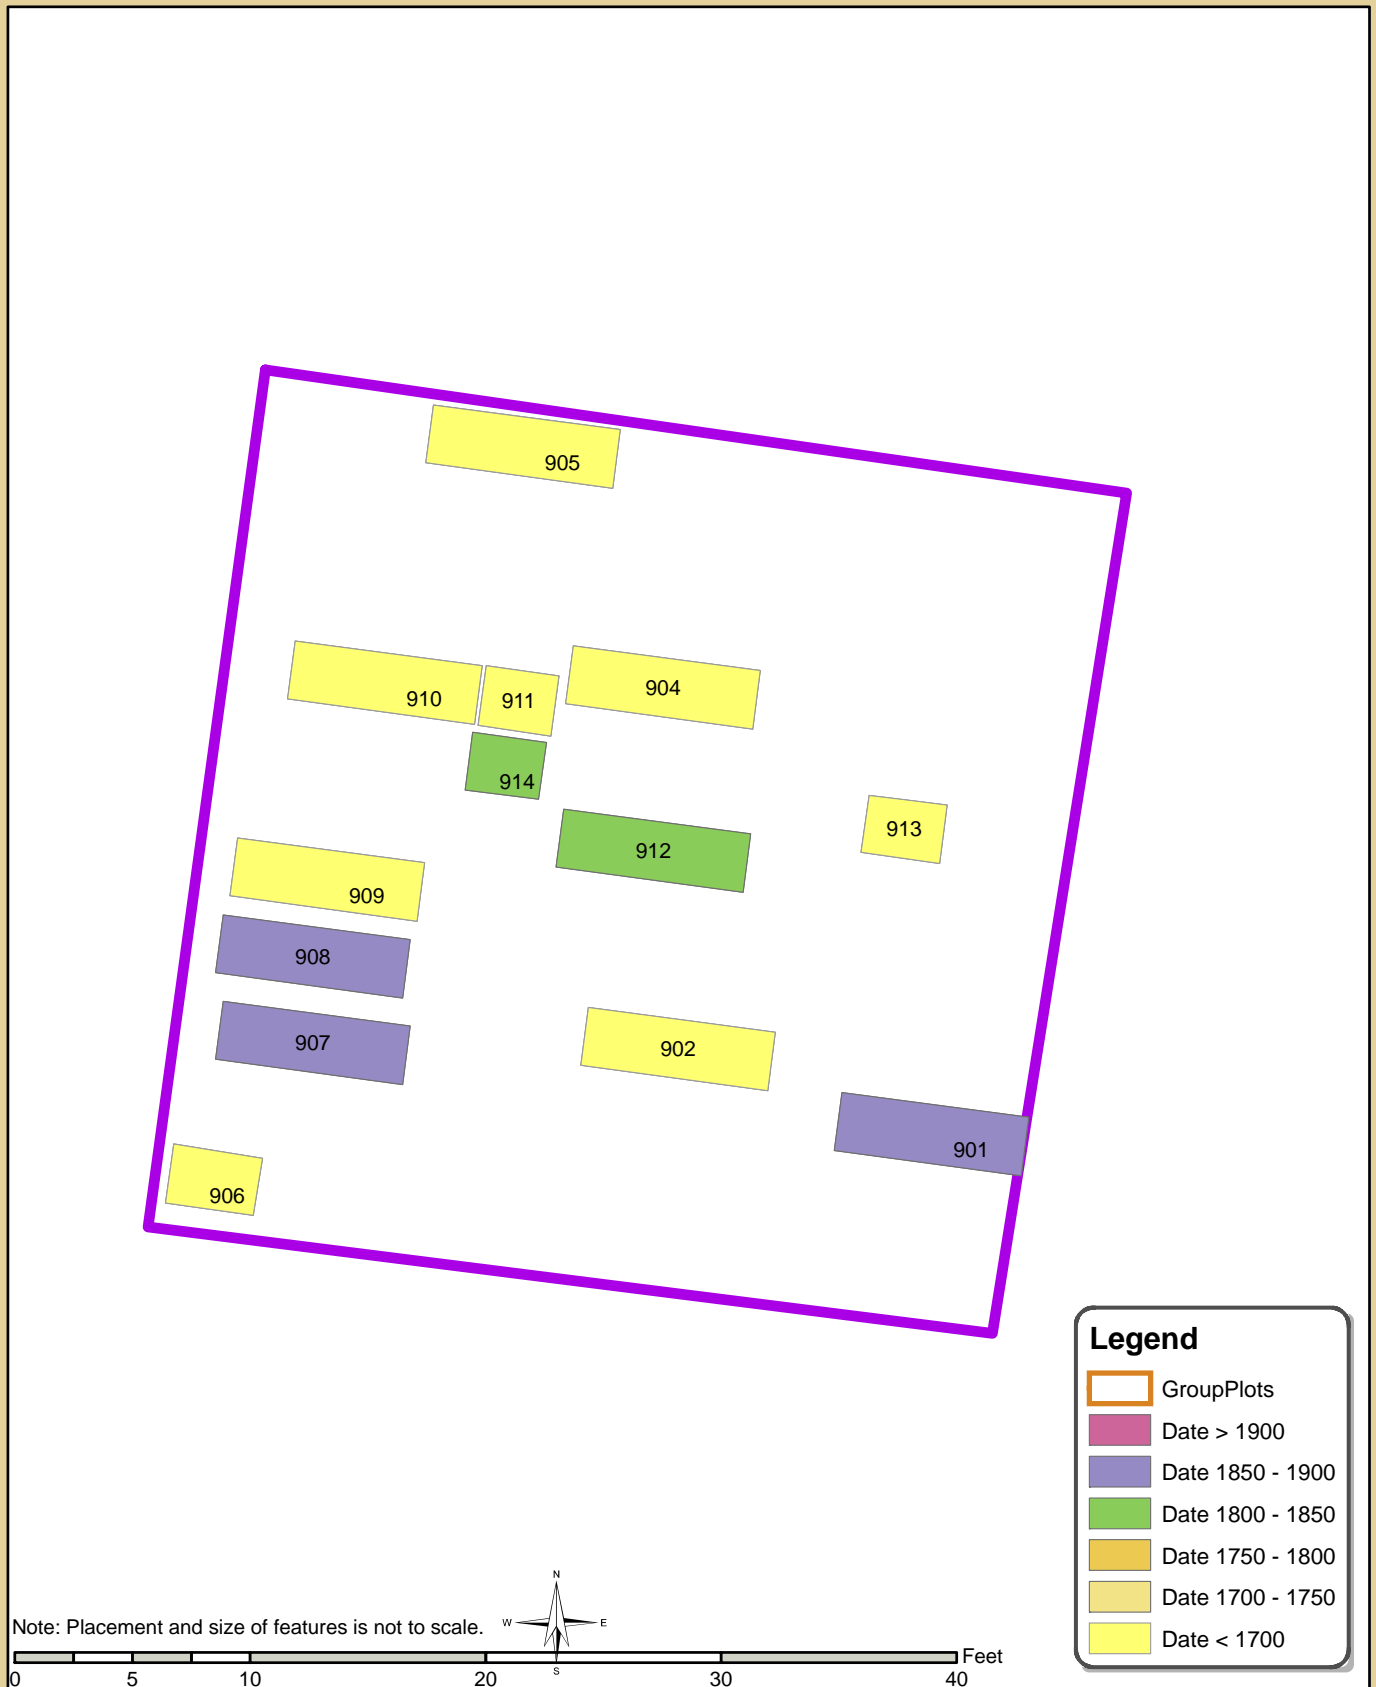 905
910
911
904
914
912
913
909
908
907
902
901
906
Legend
GroupPlots
Date > 1900
Date 1850 - 1900
Date 1800 - 1850
Date 1750 - 1800
Date 1700 - 1750
Date < 1700
N
W E
S
Note: Placement and size of features is not to scale.
Feet
0 5 10 20 30 40